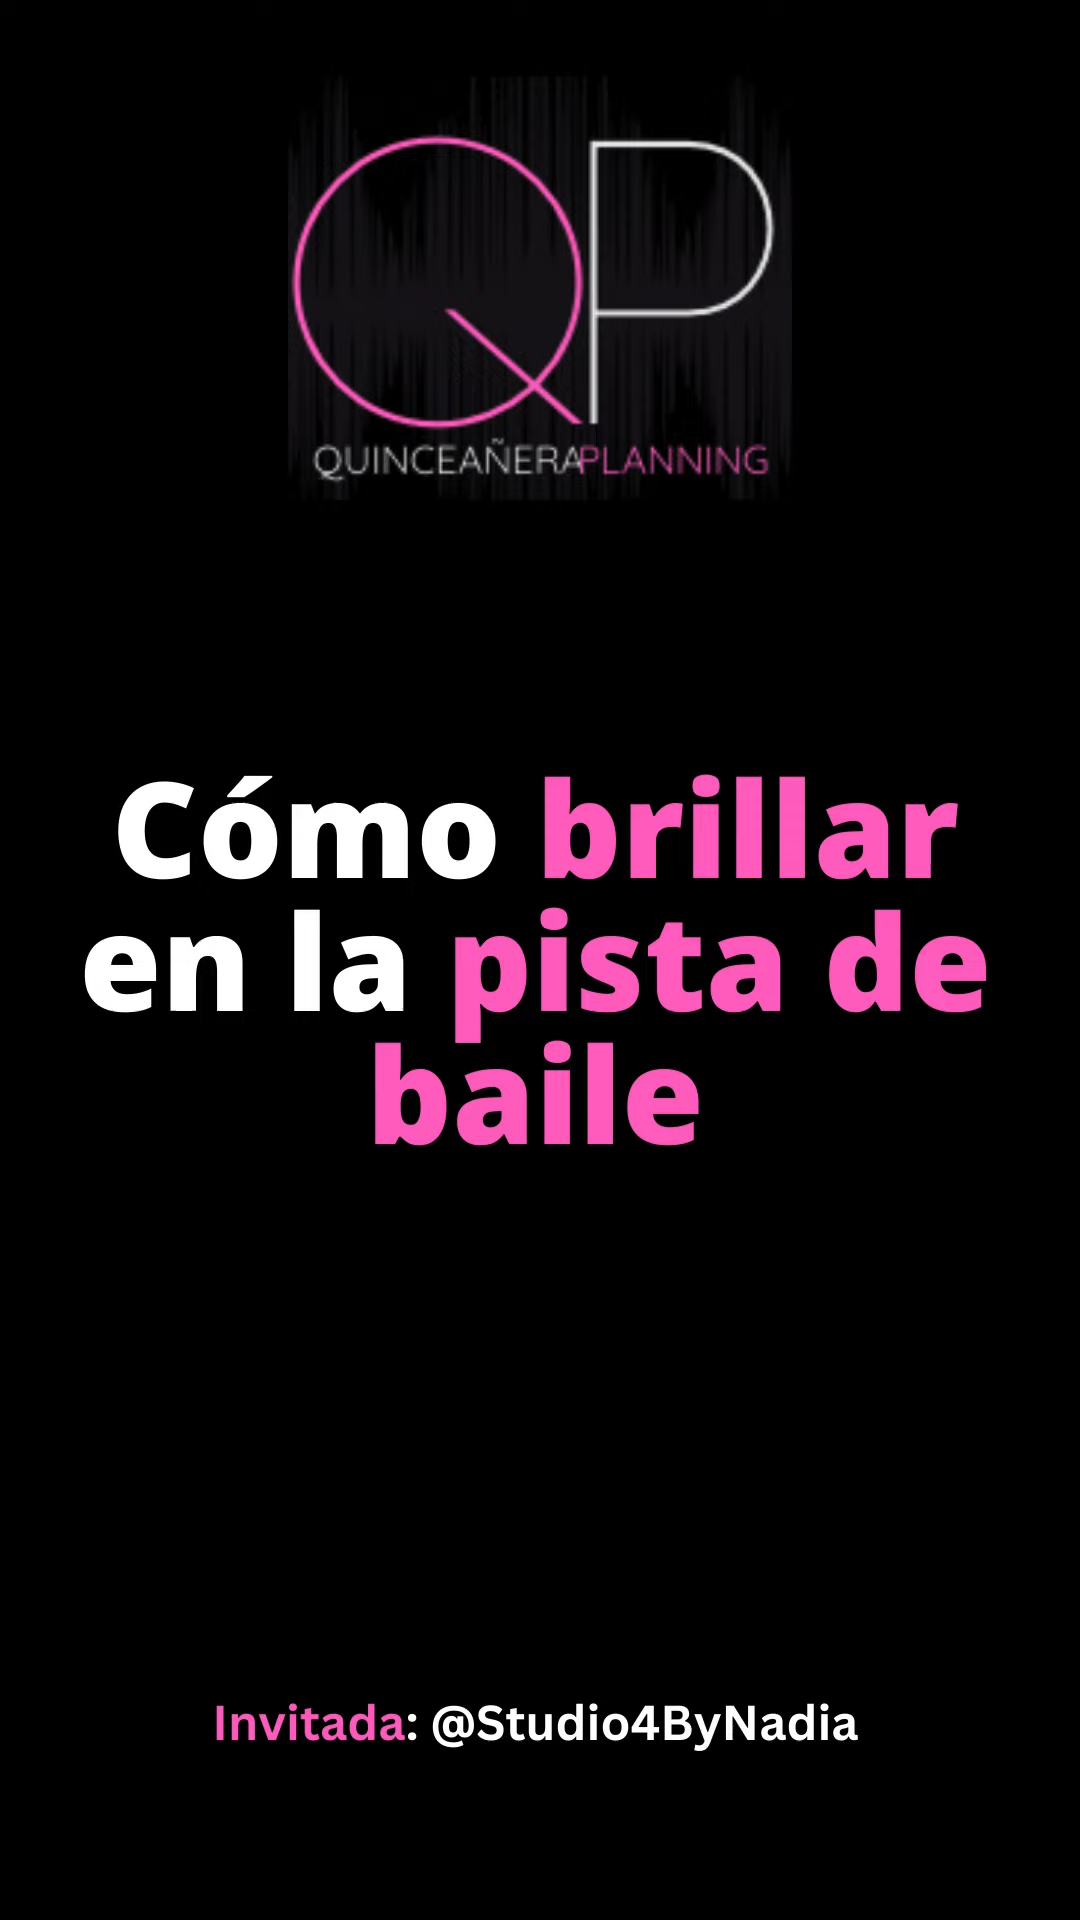 QP
QUINCEAÑERAPLANNING
Cómo brillar
en la pista de
baile
Invitada: @Studio4ByNadia